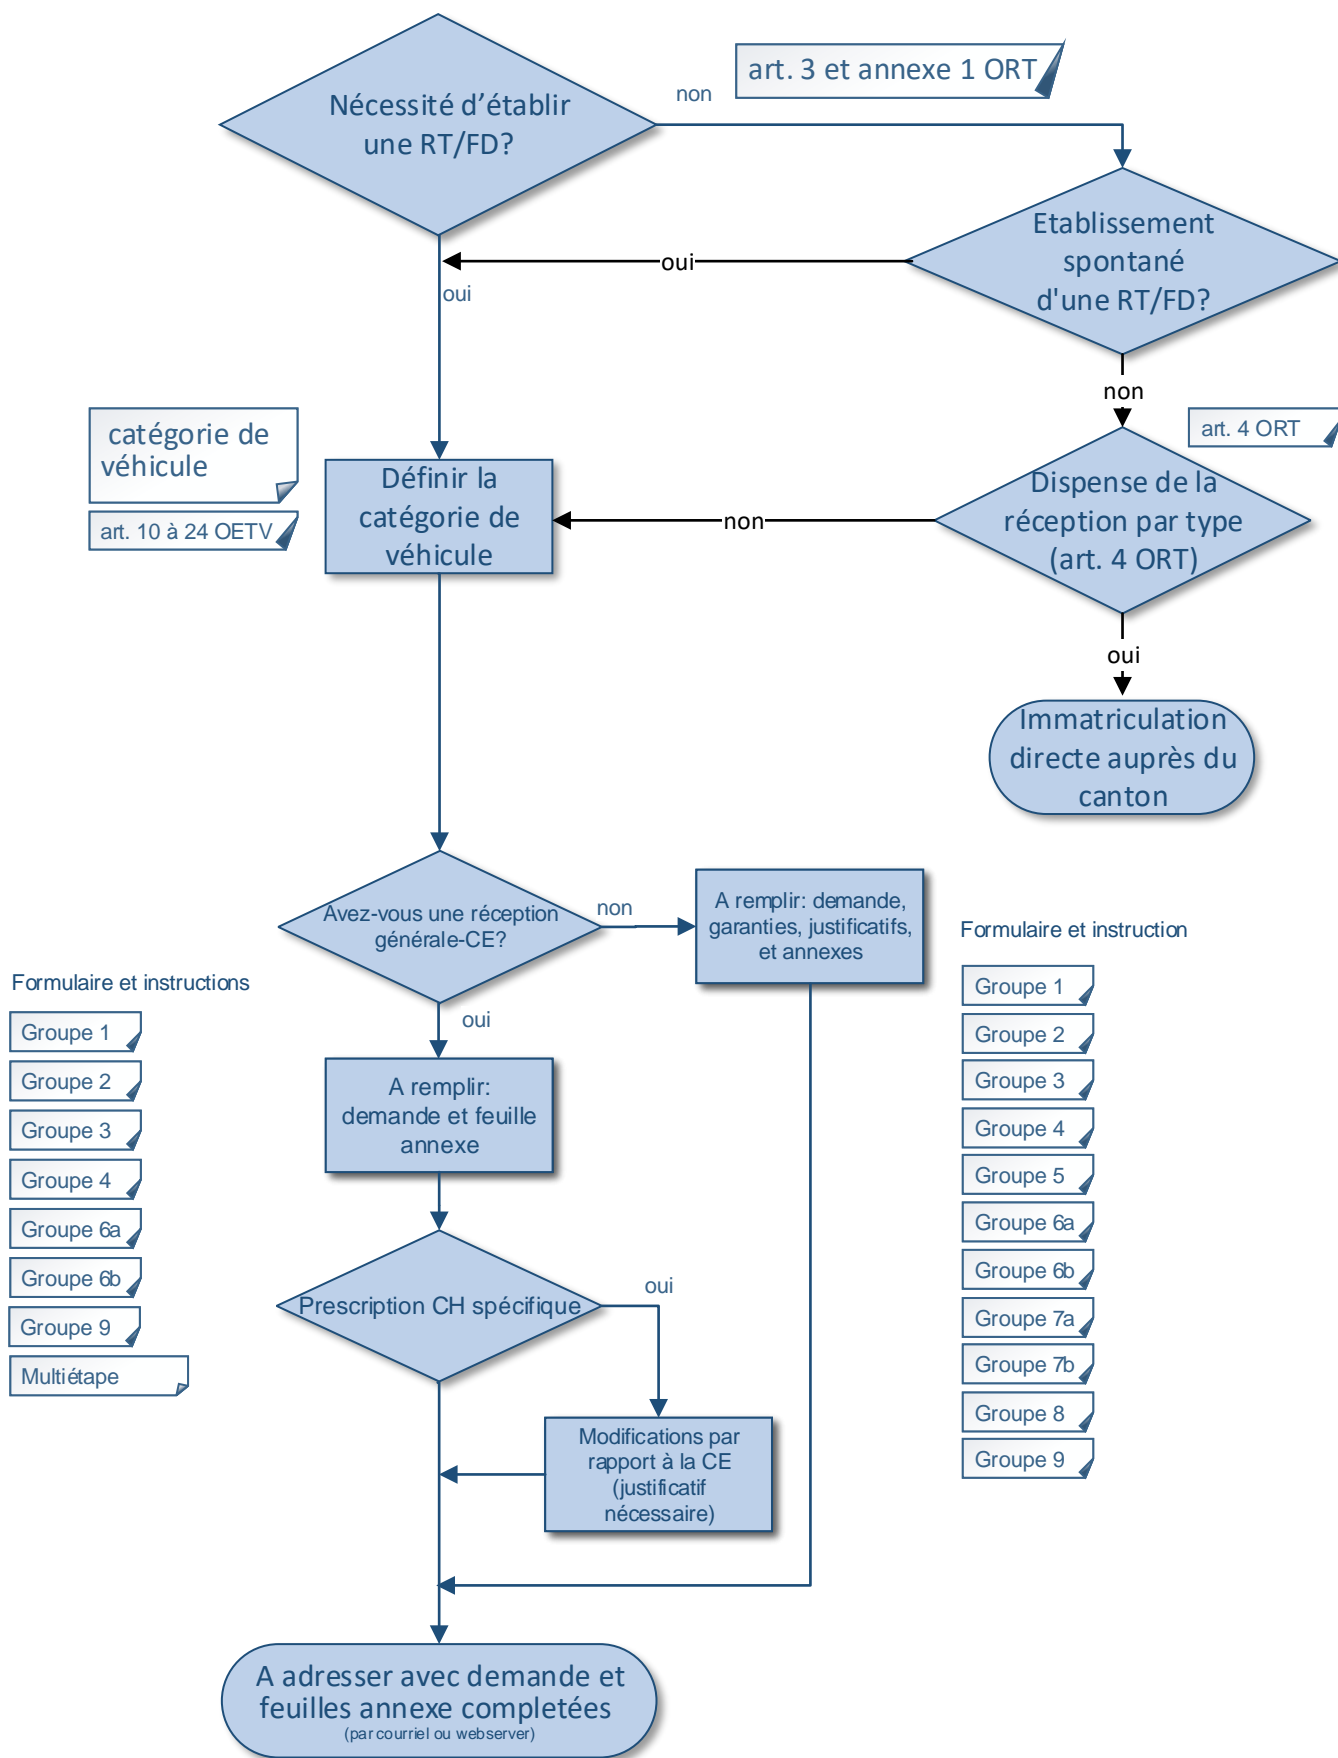 Nécessité d'établir
une RT/FD?
non
art. 3 et annexe 1 ORT
Etablissement
spontané
d'une RT/FD?
oui
oui
non
art. 4 ORT
catégorie de
véhicule
art. 10 à 24 OETV
Définir la
catégorie de
véhicule
non
Dispense de la
réception par type
(art. 4 ORT)
oui
Immatriculation
directe auprès du
canton
Avez-vous une réception
générale-CE?
non
A remplir: demande,
garanties, justificatifs,
et annexes
oui
A remplir:
demande et feuille
annexe
Prescription CH spécifique
oui
Modifications par
rapport à la CE
(justificatif
nécessaire)
A adresser avec demande et
feuilles annexe completées
(par courriel ou webserver)
Formulaire et instructions
Groupe 1
Groupe 2
Groupe 3
Groupe 4
Groupe 6a
Groupe 6b
Groupe 9
Multiétape
Formulaire et instruction
Groupe 1
Groupe 2
Groupe 3
Groupe 4
Groupe 5
Groupe 6a
Groupe 6b
Groupe 7a
Groupe 7b
Groupe 8
Groupe 9